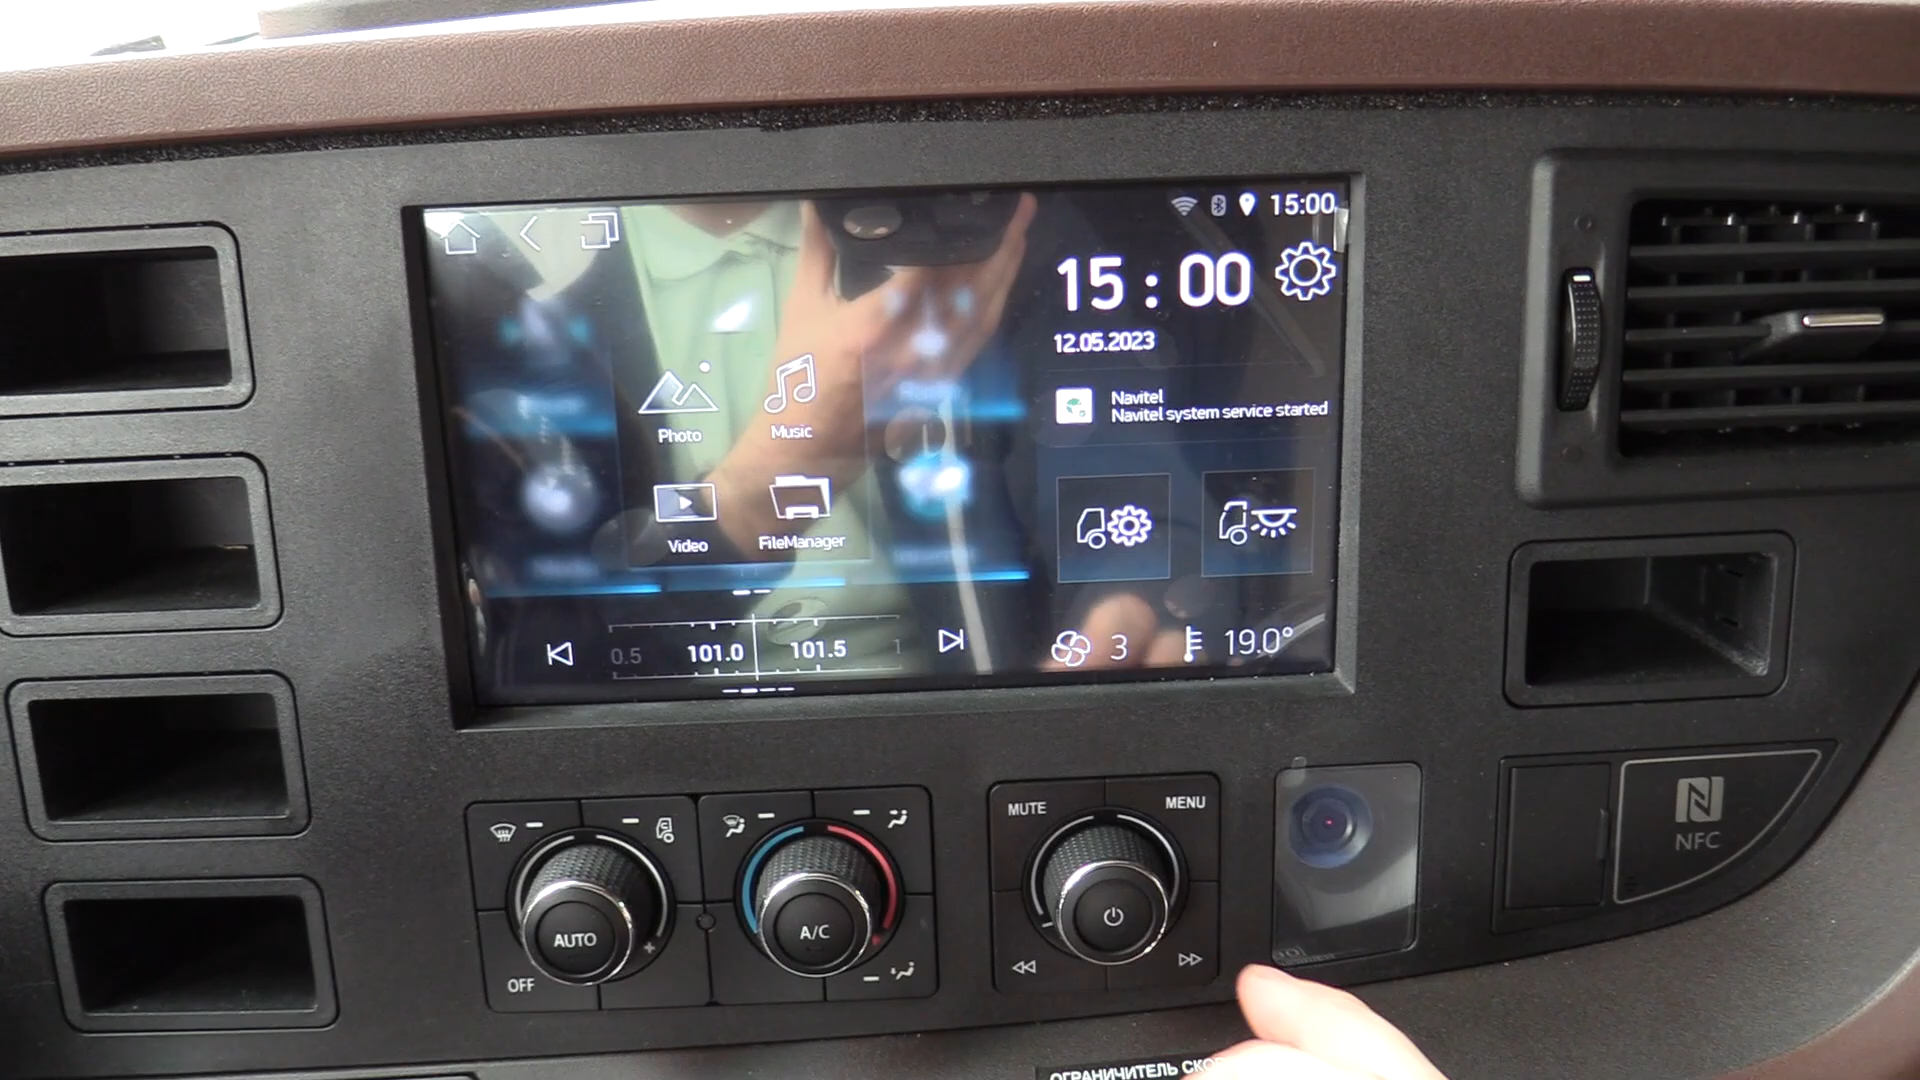 15:00
15 : 00
12.05.2023
Navitel
Navitel system service started
Photo
Music
Video
FileManager
0.5 101.0 101.5 1
3 19.0°
MUTE
MENU
AUTO
OFF
A/C
NFC
ОГРАНИЧИТЕЛЬ